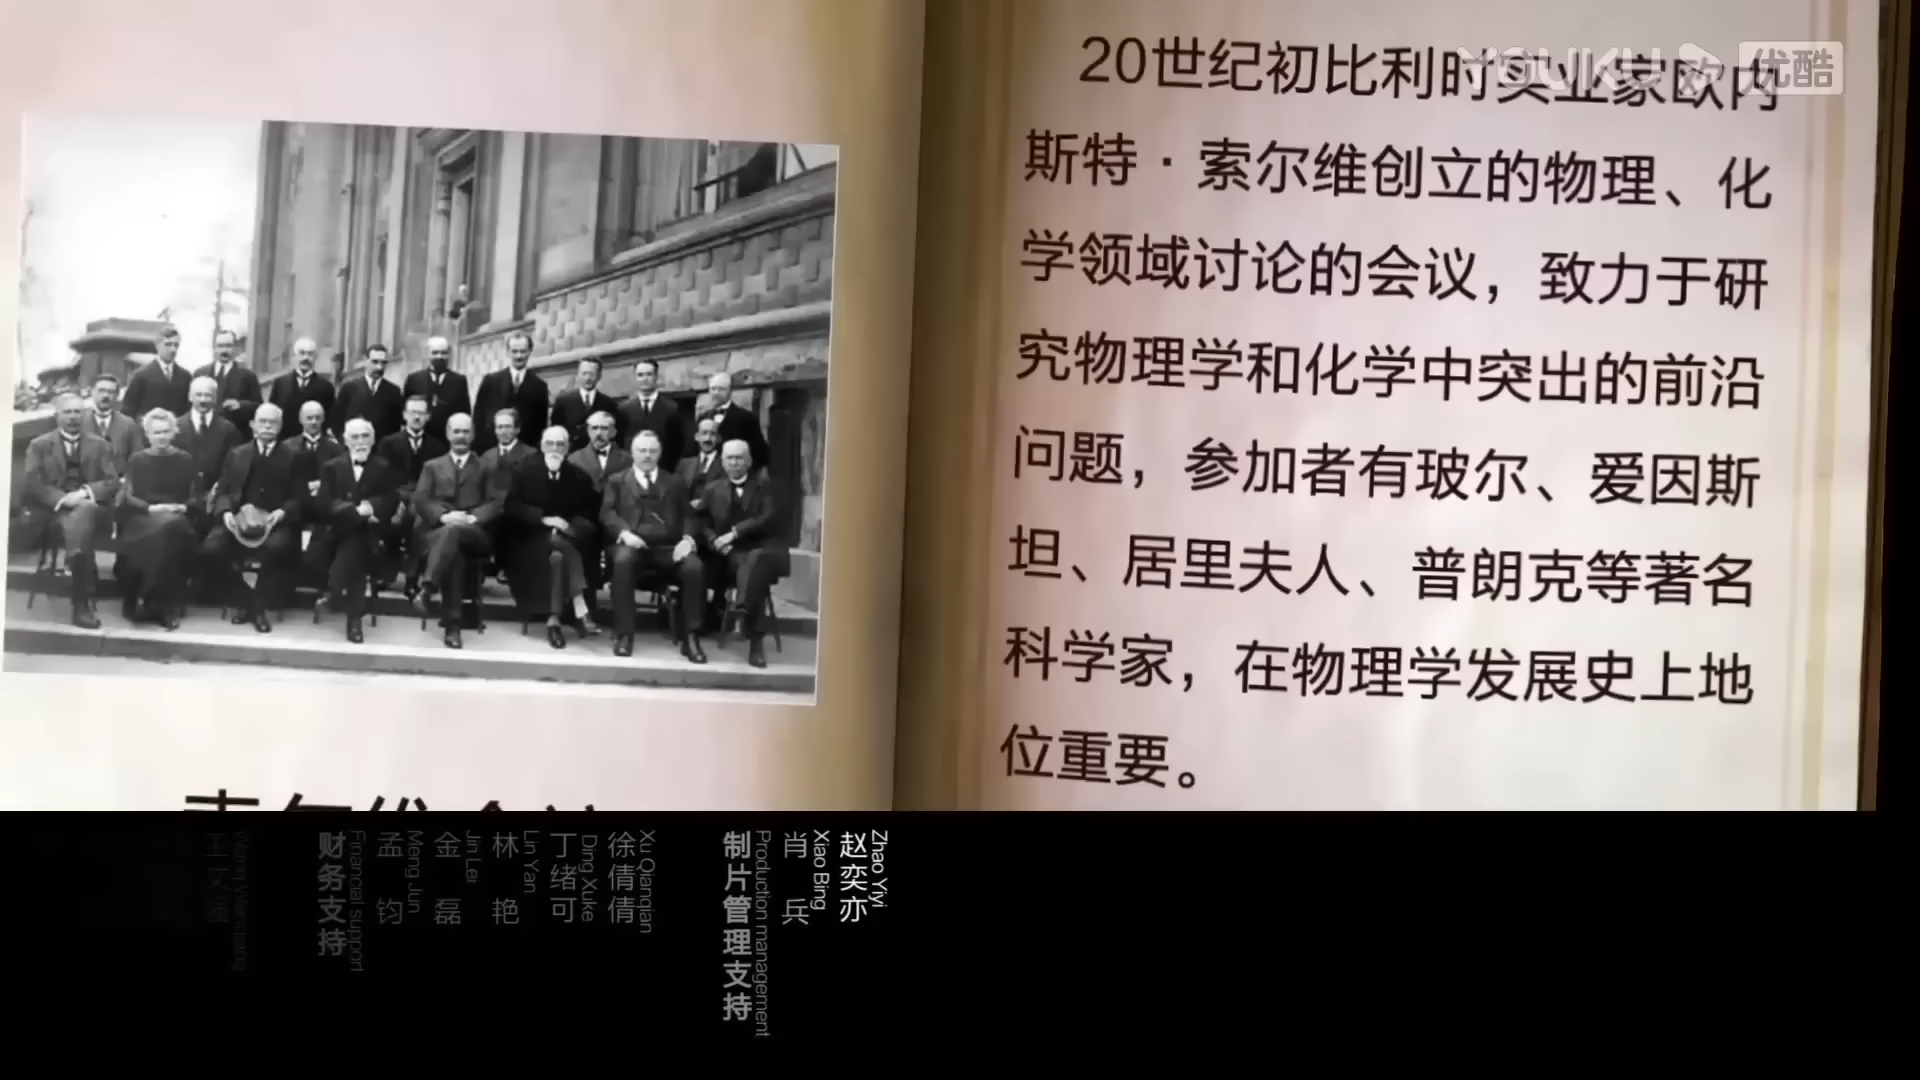 YOUKU 优酷
20世纪初比利时实业家欧内
斯特·索尔维创立的物理、化
学领域讨论的会议，致力于研
究物理学和化学中突出的前沿
问题，参加者有玻尔、爱因斯
坦、居里夫人、普朗克等著名
科学家，在物理学发展史上地
位重要。
财务支持
Financial support
孟钧
Meng Jun
金磊
Jin Lei
林艳
Lin Yan
丁绪可
Ding Xuke
徐倩倩
Xu Qianqian
制片管理支持
Production management
肖兵
Xiao Bing
赵奕亦
Zhao Yiyi